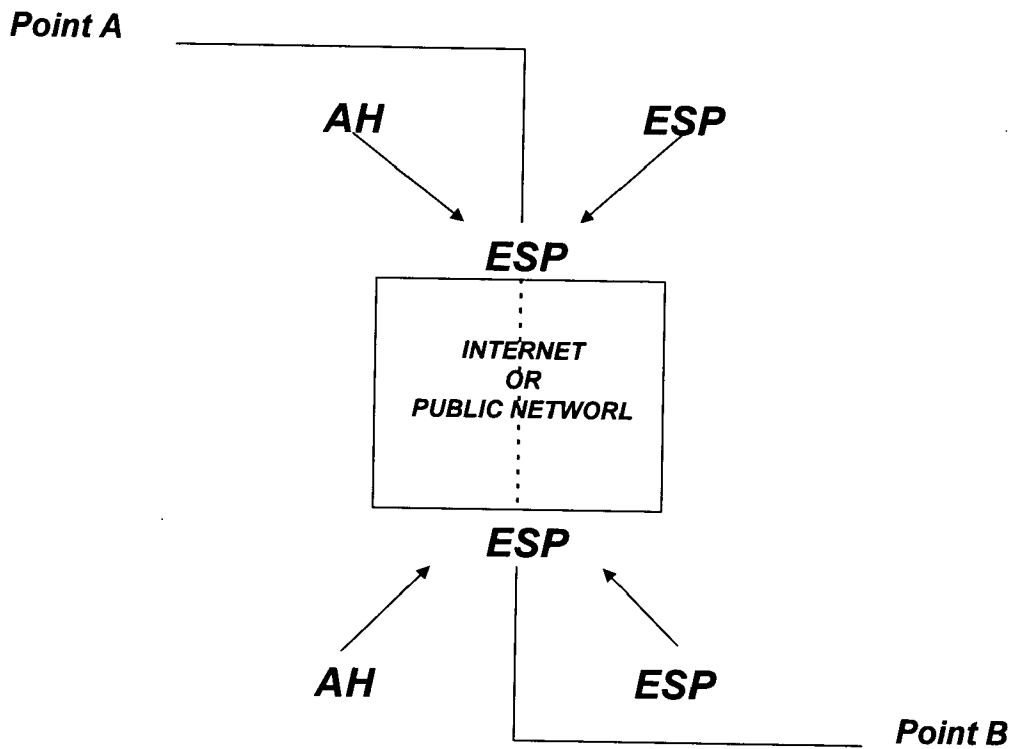 Point A
AH
ESP
ESP
INTERNET
OR
PUBLIC NETWORL
ESP
AH
ESP
Point B